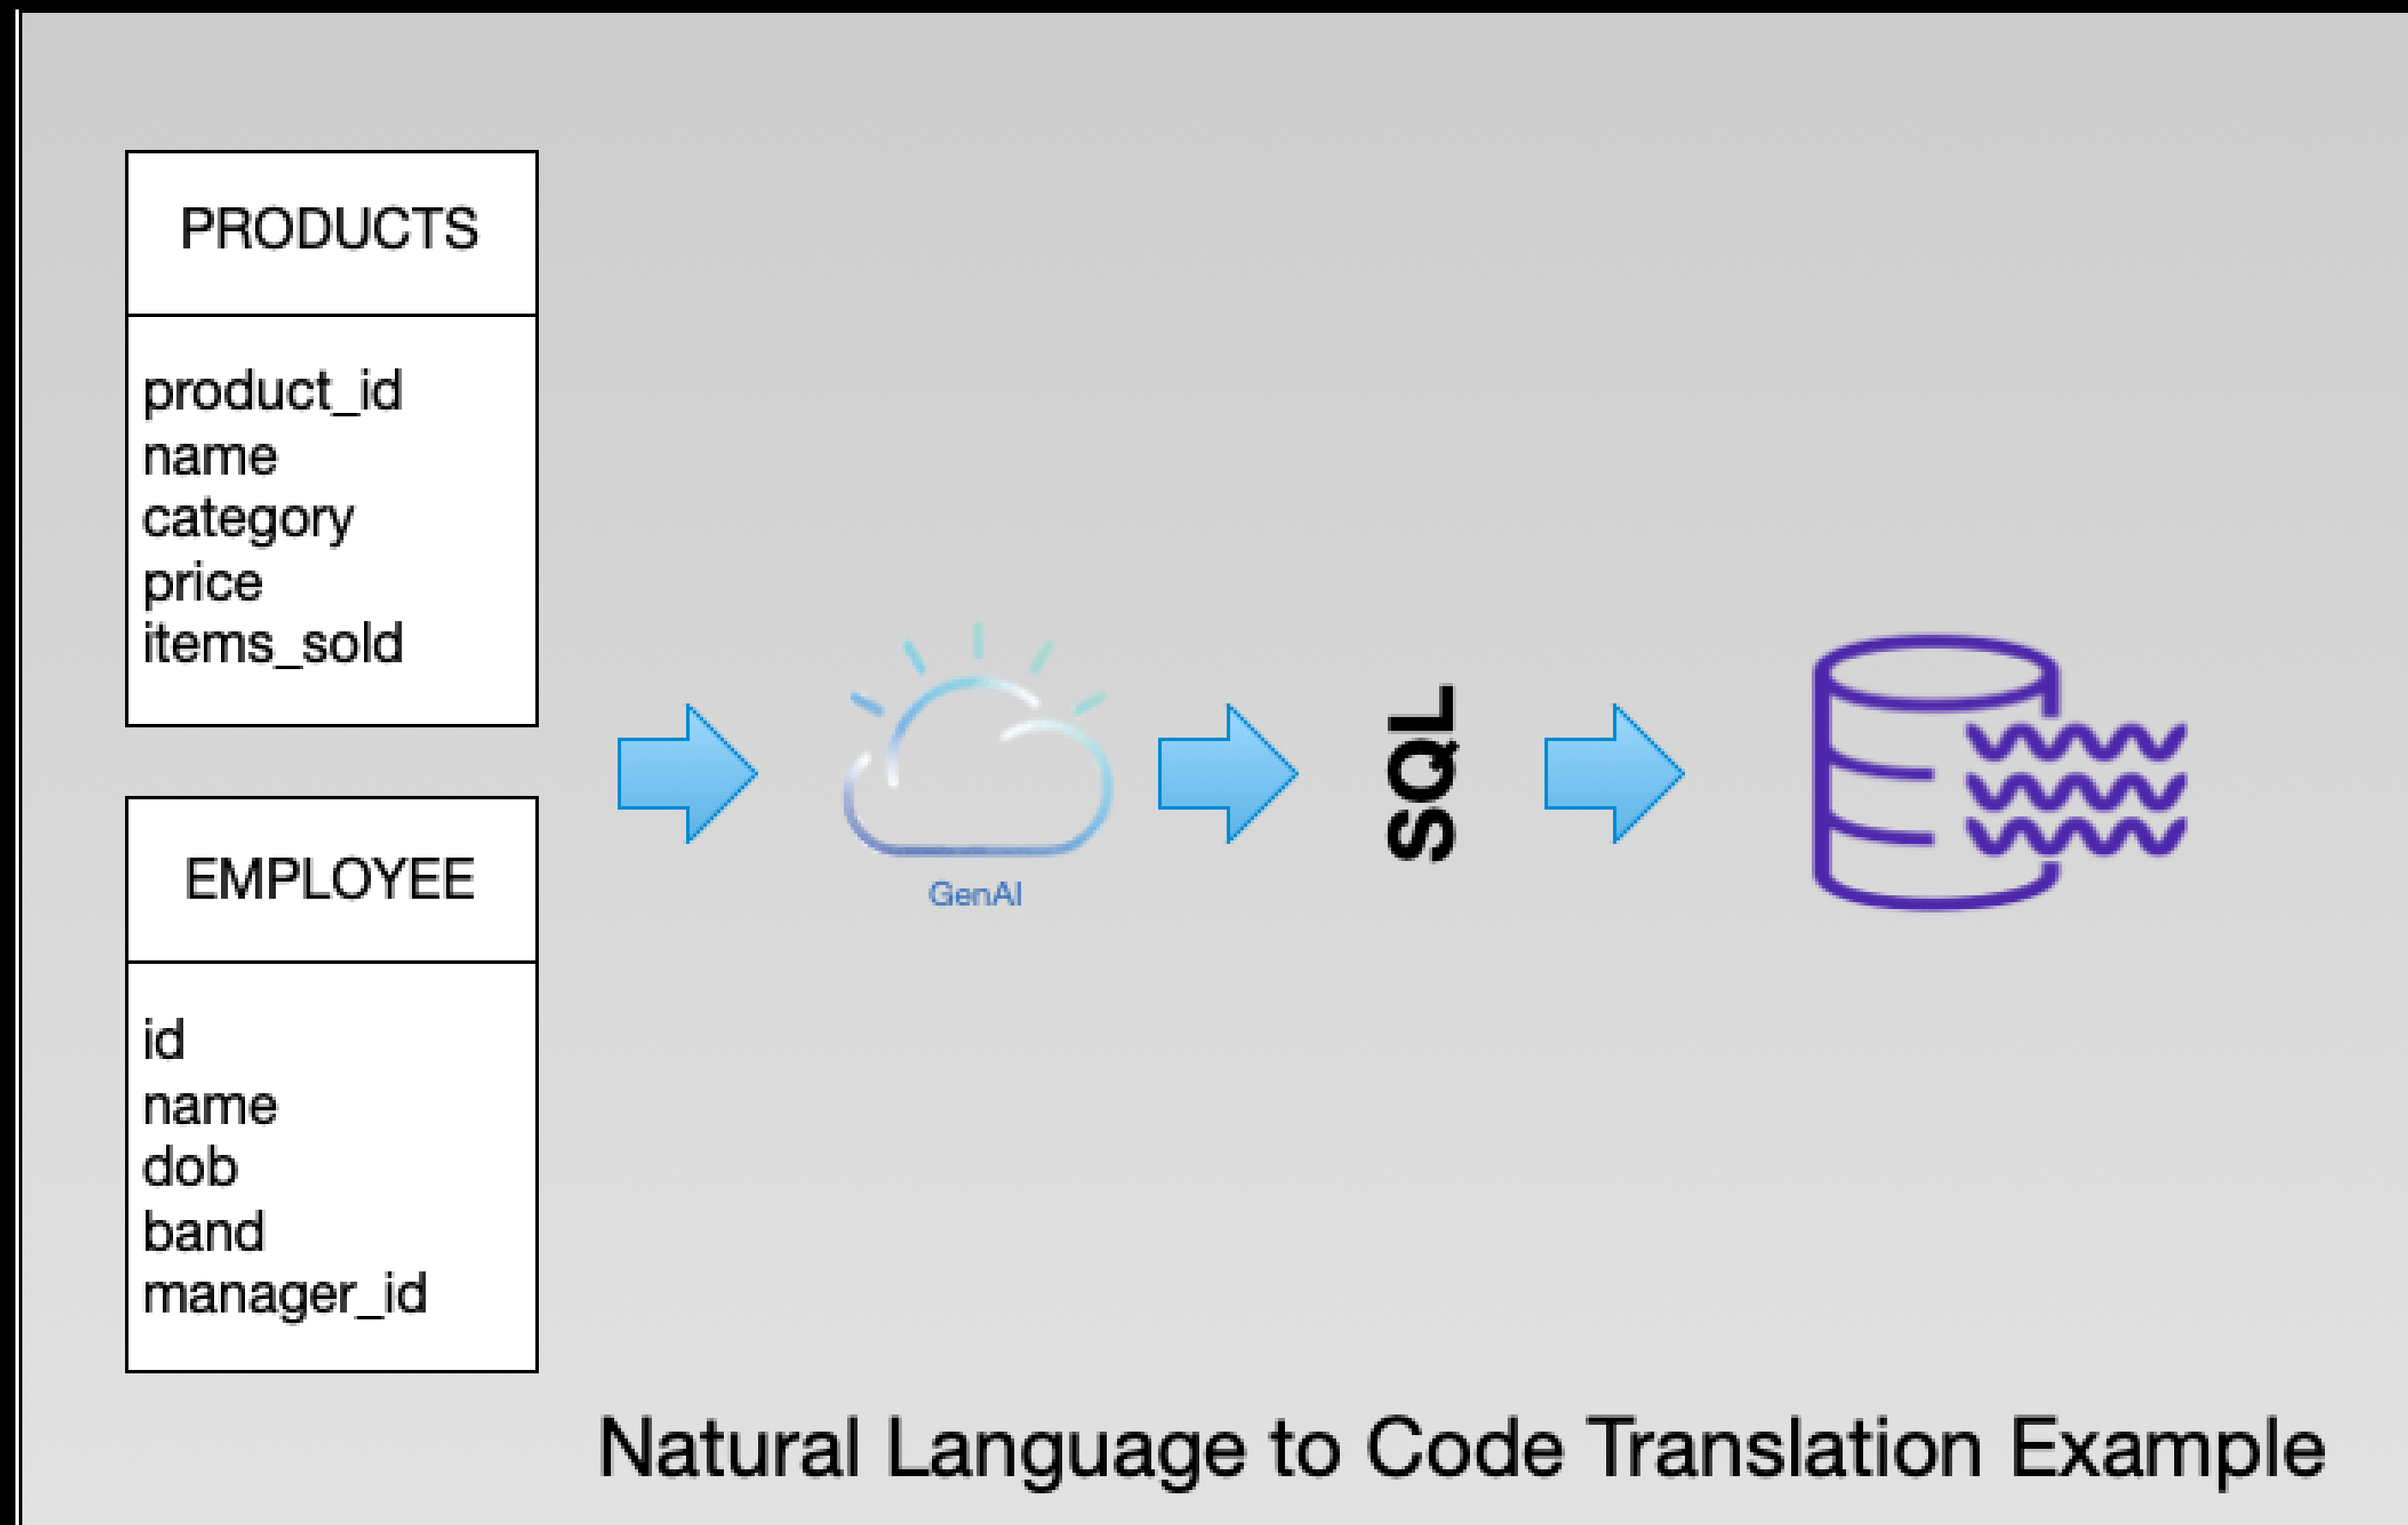 PRODUCTS
product_id
name
category
price
items_sold
EMPLOYEE
id
name
dob
band
manager_id
GenAI
SQL
Natural Language to Code Translation Example